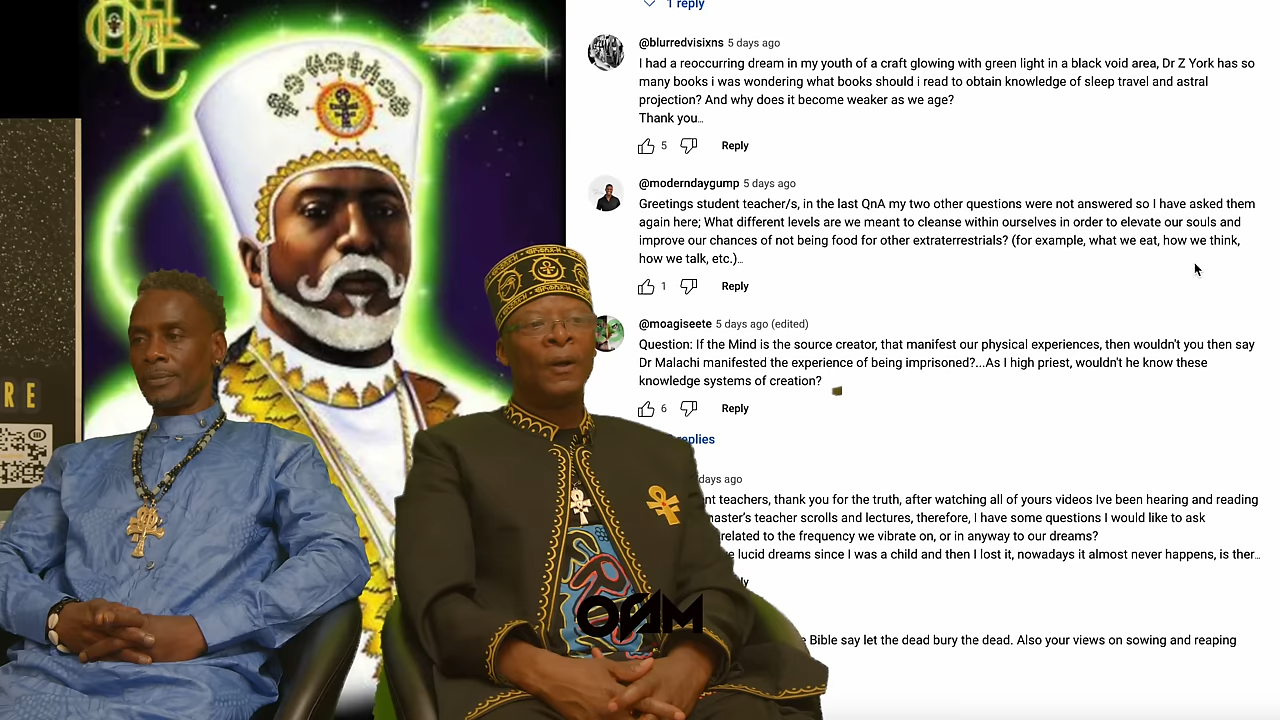 1 reply
@blurredvisixns 5 days ago
I had a reoccurring dream in my youth of a craft glowing with green light in a black void area, Dr Z York has so
many books i was wondering what books should i read to obtain knowledge of sleep travel and astral
projection? And why does it become weaker as we age?
Thank you…
5 Reply
@moderndaygump 5 days ago
Greetings student teacher/s, in the last QnA my two other questions were not answered so I have asked them
again here; What different levels are we meant to cleanse within ourselves in order to elevate our souls and
improve our chances of not being food for other extraterrestrials? (for example, what we eat, how we think,
how we talk, etc.)…
1 Reply
@moagiseete 5 days ago (edited)
Question: If the Mind is the source creator, that manifest our physical experiences, then wouldn't you then say
Dr Malachi manifested the experience of being imprisoned?...As I high priest, wouldn't he know these
knowledge systems of creation?
6 Reply
replies
days ago
teachers, thank you for the truth, after watching all of yours videos Ive been hearing and reading
teacher scrolls and lectures, therefore, I have some questions I would like to ask
related to the frequency we vibrate on, or in anyway to our dreams?
lucid dreams since I was a child and then I lost it, nowadays it almost never happens, is ther…
Bible say let the dead bury the dead. Also your views on sowing and reaping
RE
OFAM